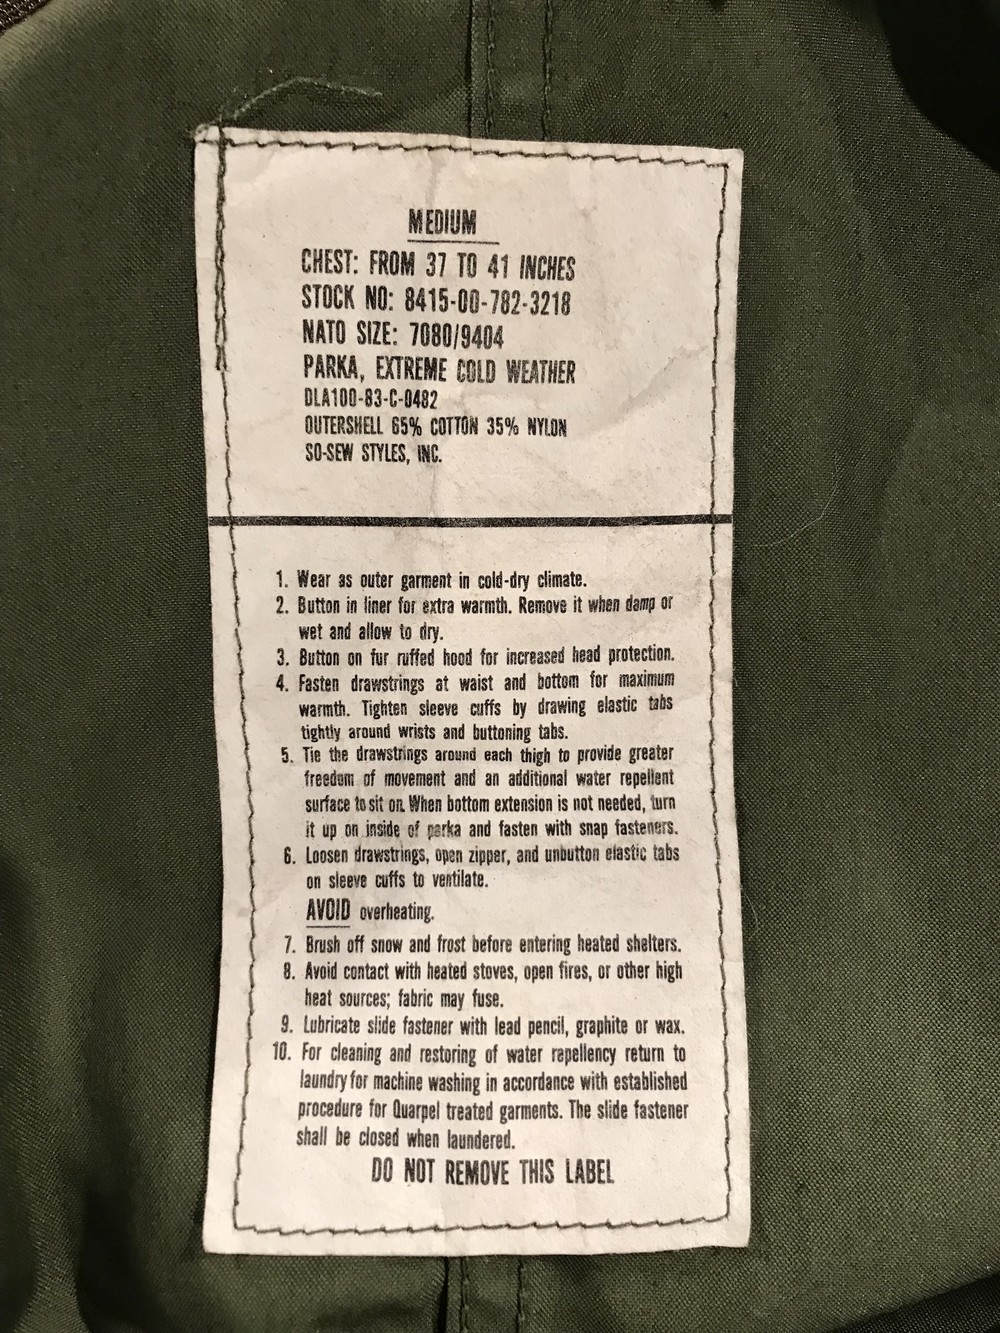 MEDIUM
CHEST: FROM 37 TO 41 INCHES
STOCK NO: 8415-00-782-3218
NATO SIZE: 7080/9404
PARKA, EXTREME COLD WEATHER
DLA100-83-C-0482
OUTERSHELL 65% COTTON 35% NYLON
SO-SEW STYLES, INC.
1. Wear as outer garment in cold-dry climate.
2. Button in liner for extra warmth. Remove it when damp or
wet and allow to dry.
3. Button on fur ruffed hood for increased head protection.
4. Fasten drawstrings at waist and bottom for maximum
warmth. Tighten sleeve cuffs by drawing elastic tabs
tightly around wrists and buttoning tabs.
5. Tie the drawstrings around each thigh to provide greater
freedom of movement and an additional water repellent
surface to sit on. When bottom extension is not needed, turn
it up on inside of parka and fasten with snap fasteners.
6. Loosen drawstrings, open zipper, and unbutton elastic tabs
on sleeve cuffs to ventilate.
AVOID overheating.
7. Brush off snow and frost before entering heated shelters.
8. Avoid contact with heated stoves, open fires, or other high
heat sources; fabric may fuse.
9. Lubricate slide fastener with lead pencil, graphite or wax.
10. For cleaning and restoring of water repellency return to
laundry for machine washing in accordance with established
procedure for Quarpel treated garments. The slide fastener
shall be closed when laundered.
DO NOT REMOVE THIS LABEL